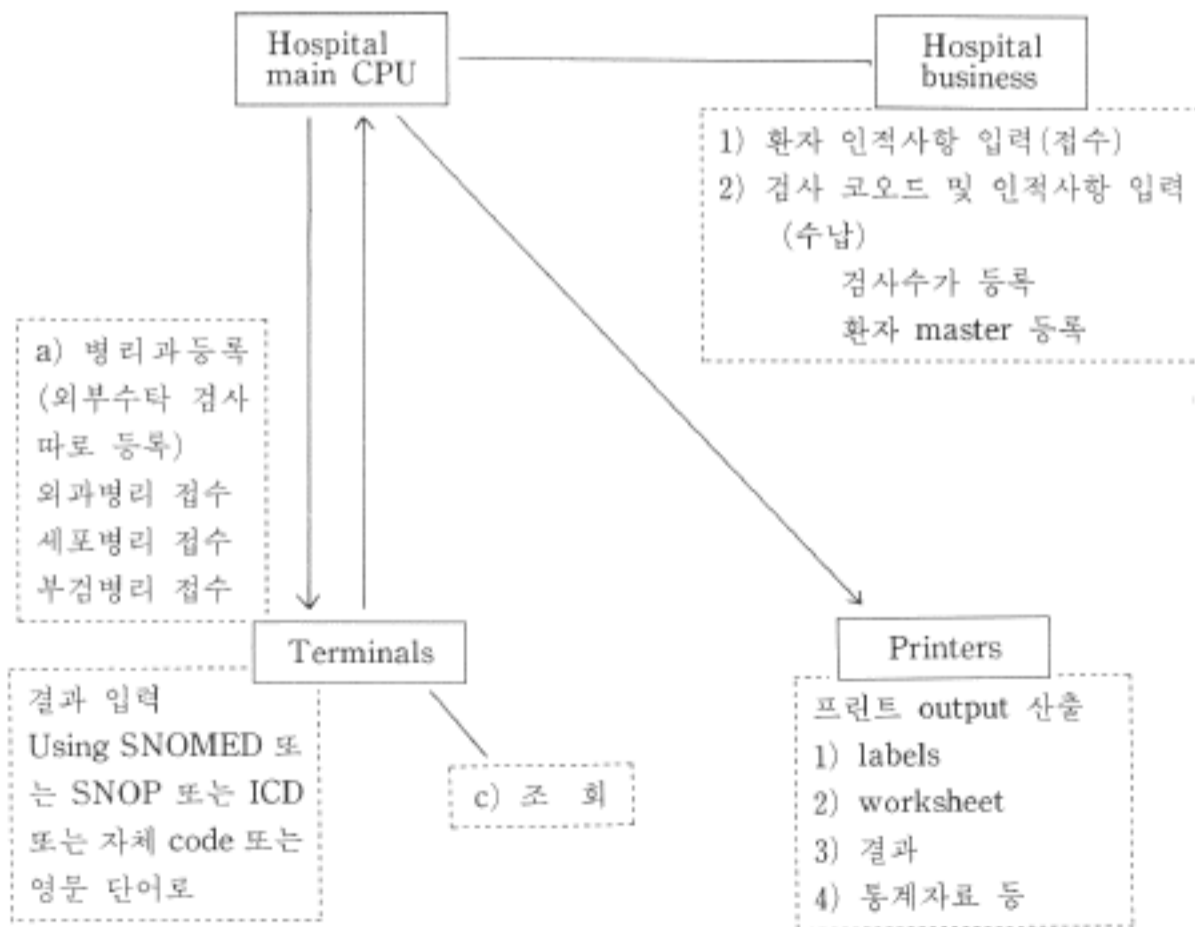 Hospital
main CPU
Hospital
business
1) 환자 인적사항 입력(접수)
2) 검사 코오드 및 인적사항 입력
(수납)
검사수가 등록
환자 master 등록
a) 병리과등록
(외부수탁 검사
따로 등록)
외과병리 접수
세포병리 접수
부검병리 접수
Terminals
Printers
결과 입력
Using SNOMED 또
는 SNOP 또는 ICD
또는 자체 code 또는
영문 단어로
c) 조 회
프린트 output 산출
1) labels
2) worksheet
3) 결과
4) 통계자료 등